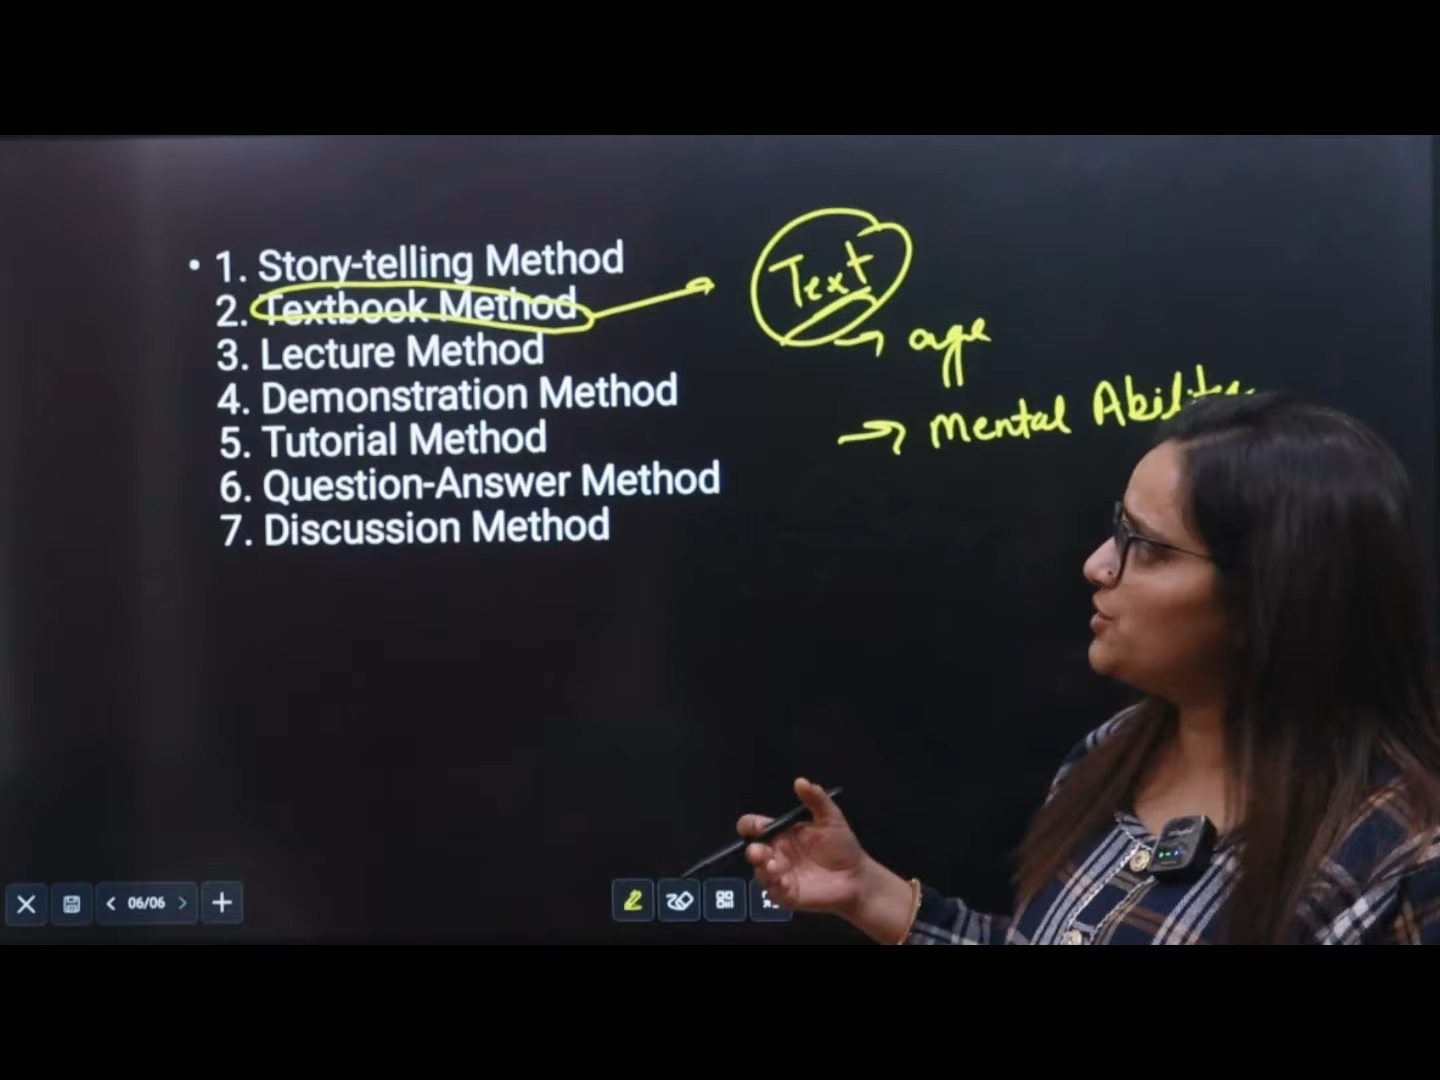 • 1. Story-telling Method
2. Textbook Method
3. Lecture Method
4. Demonstration Method
5. Tutorial Method
6. Question-Answer Method
7. Discussion Method
Text
→ age
→ Mental
06/06